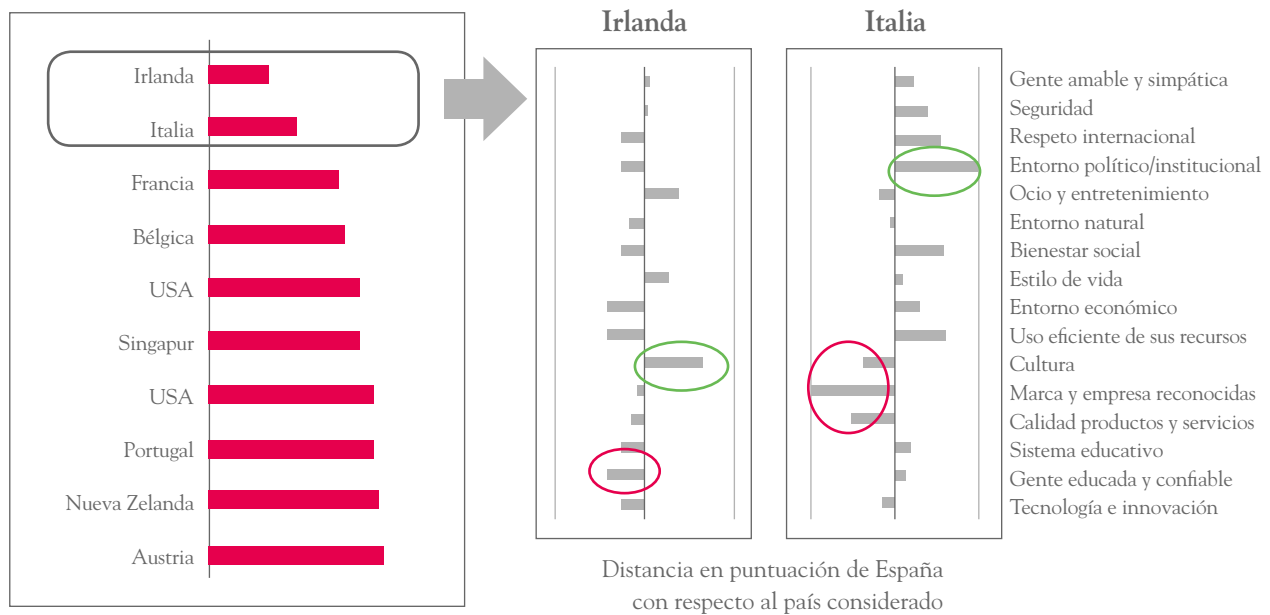 Irlanda
Italia
Francia
Bélgica
USA
Singapur
USA
Portugal
Nueva Zelanda
Austria
Irlanda
Italia
Gente amable y simpática
Seguridad
Respeto internacional
Entorno político/institucional
Ocio y entretenimiento
Entorno natural
Bienestar social
Estilo de vida
Entorno económico
Uso eficiente de sus recursos
Cultura
Marca y empresa reconocidas
Calidad productos y servicios
Sistema educativo
Gente educada y confiable
Tecnología e innovación
Distancia en puntuación de España
con respecto al país considerado